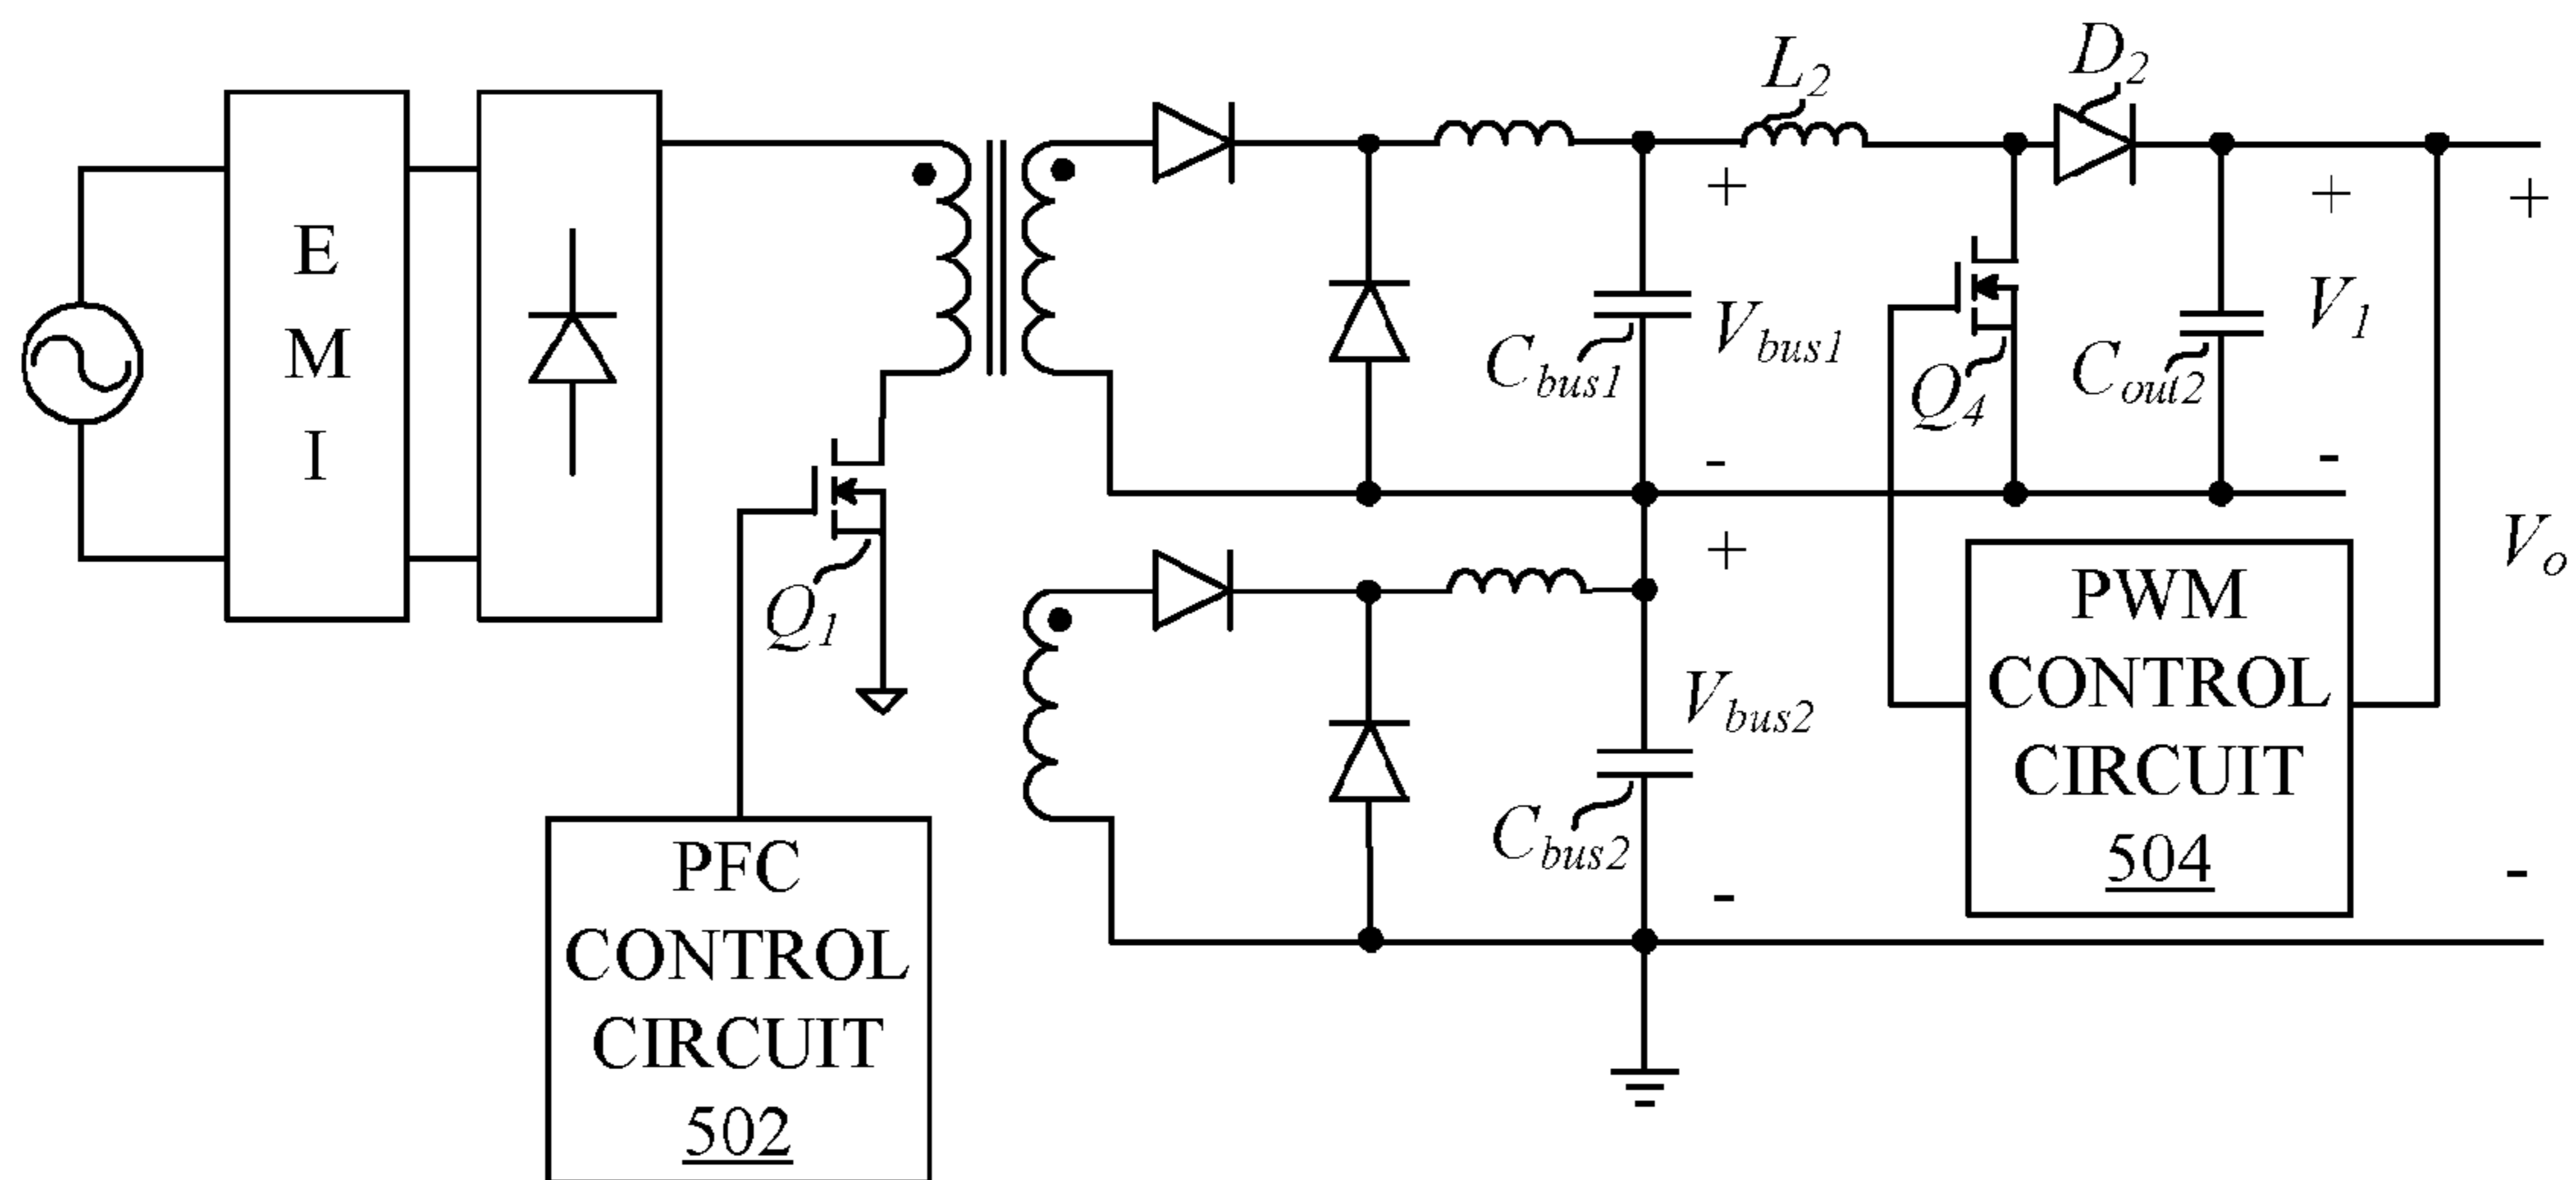 E
M
I
Q1
PFC
CONTROL
CIRCUIT
502
L2
D2
+
Cbus1
Vbus1
-
+
Cbus2
Vbus2
-
Q4
Cout2
+
V1
-
PWM
CONTROL
CIRCUIT
504
+
Vo
-